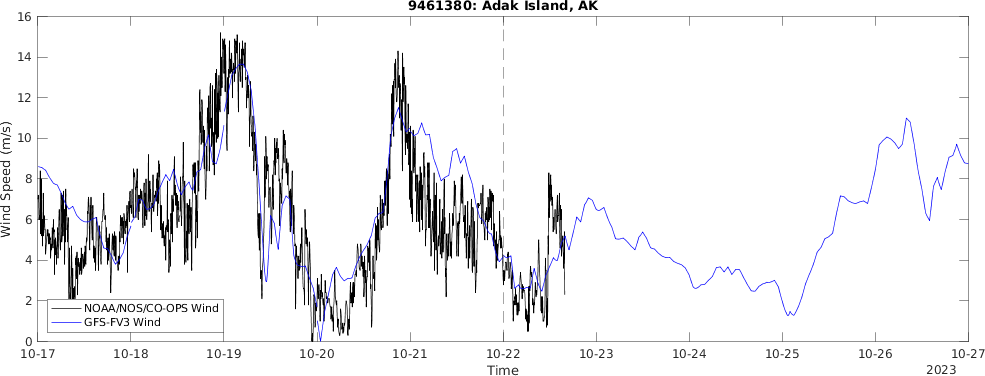 9461380: Adak Island, AK
16
14
12
10
8
6
4
2
0
Wind Speed (m/s)
NOAA/NOS/CO-OPS Wind
GFS-FV3 Wind
10-17 10-18 10-19 10-20 10-21 10-22 10-23 10-24 10-25 10-26 10-27
Time
2023